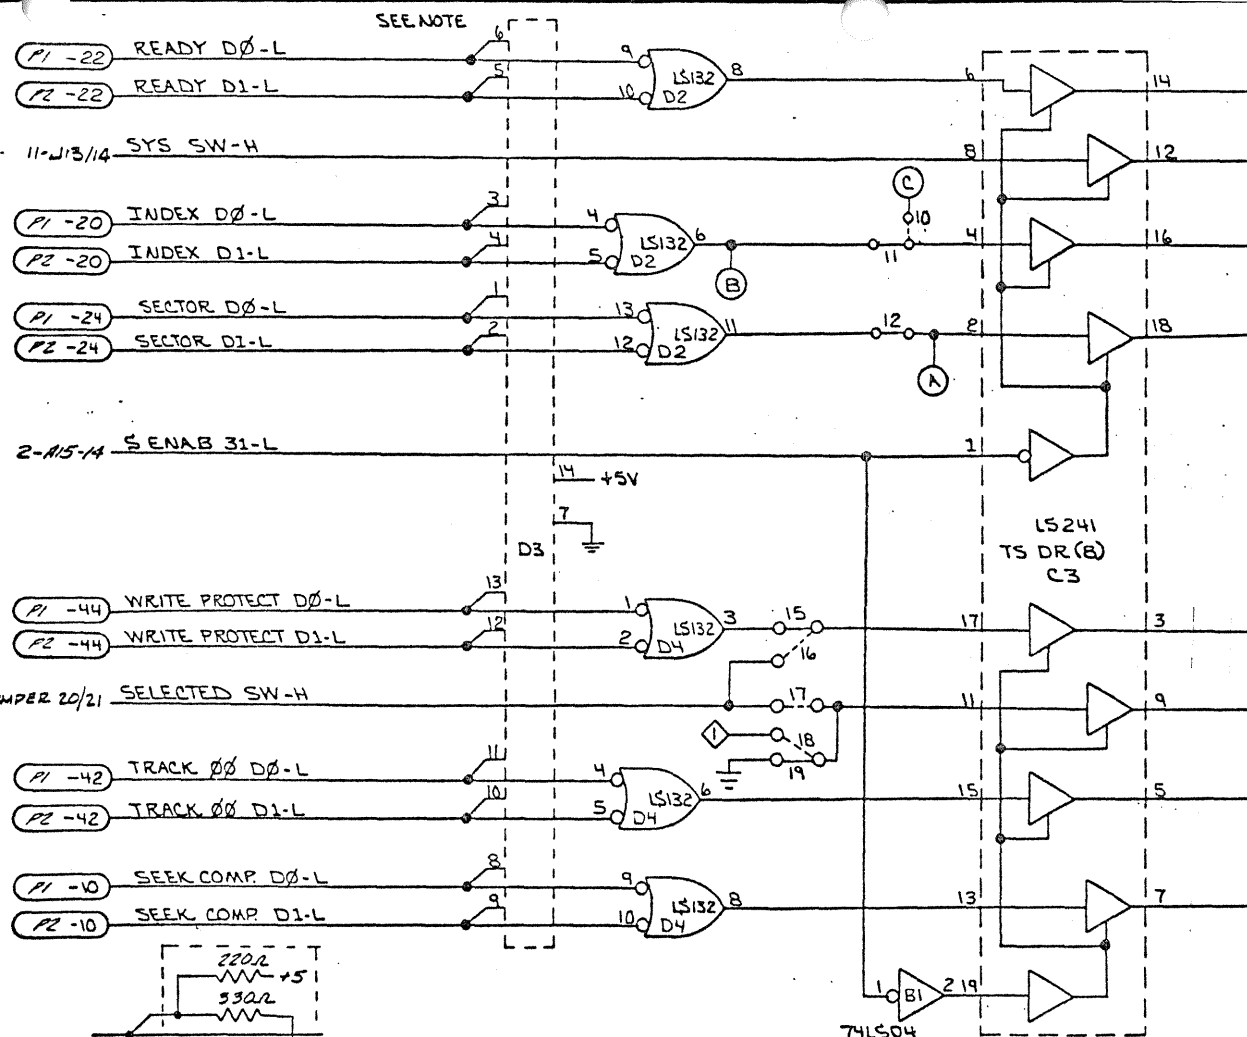 SEE NOTE
P1 -22 READY DØ-L 6 9 LS132 D2 8 6 14
P2 -22 READY D1-L 5 10
11-J13/14 SYS SW-H 8 12
C
10
P1 -20 INDEX DØ-L 3 4 LS132 D2 6 11 4 16
P2 -20 INDEX D1-L 4 5
B
P1 -24 SECTOR DØ-L 1 13 LS132 D2 11 12 2 18
P2 -24 SECTOR D1-L 2 12
A
2-A15-14 S ENAB 31-L 1
14 +5V
7
D3
LS241
TS DR(8)
C3
P1 -44 WRITE PROTECT DØ-L 13 1 LS132 D4 3 15 17 3
P2 -44 WRITE PROTECT D1-L 12 2
16
MPER 20/21 SELECTED SW-H 17 11 9
1 18
19
P1 -42 TRACK ØØ DØ-L 11 4 LS132 D4 6 15 5
P2 -42 TRACK ØØ D1-L 10 5
P1 -10 SEEK COMP. DØ-L 8 9 LS132 D4 8 13 7
P2 -10 SEEK COMP. D1-L 9 10
220Ω +5
330Ω
1 B1 2 19
74LS04